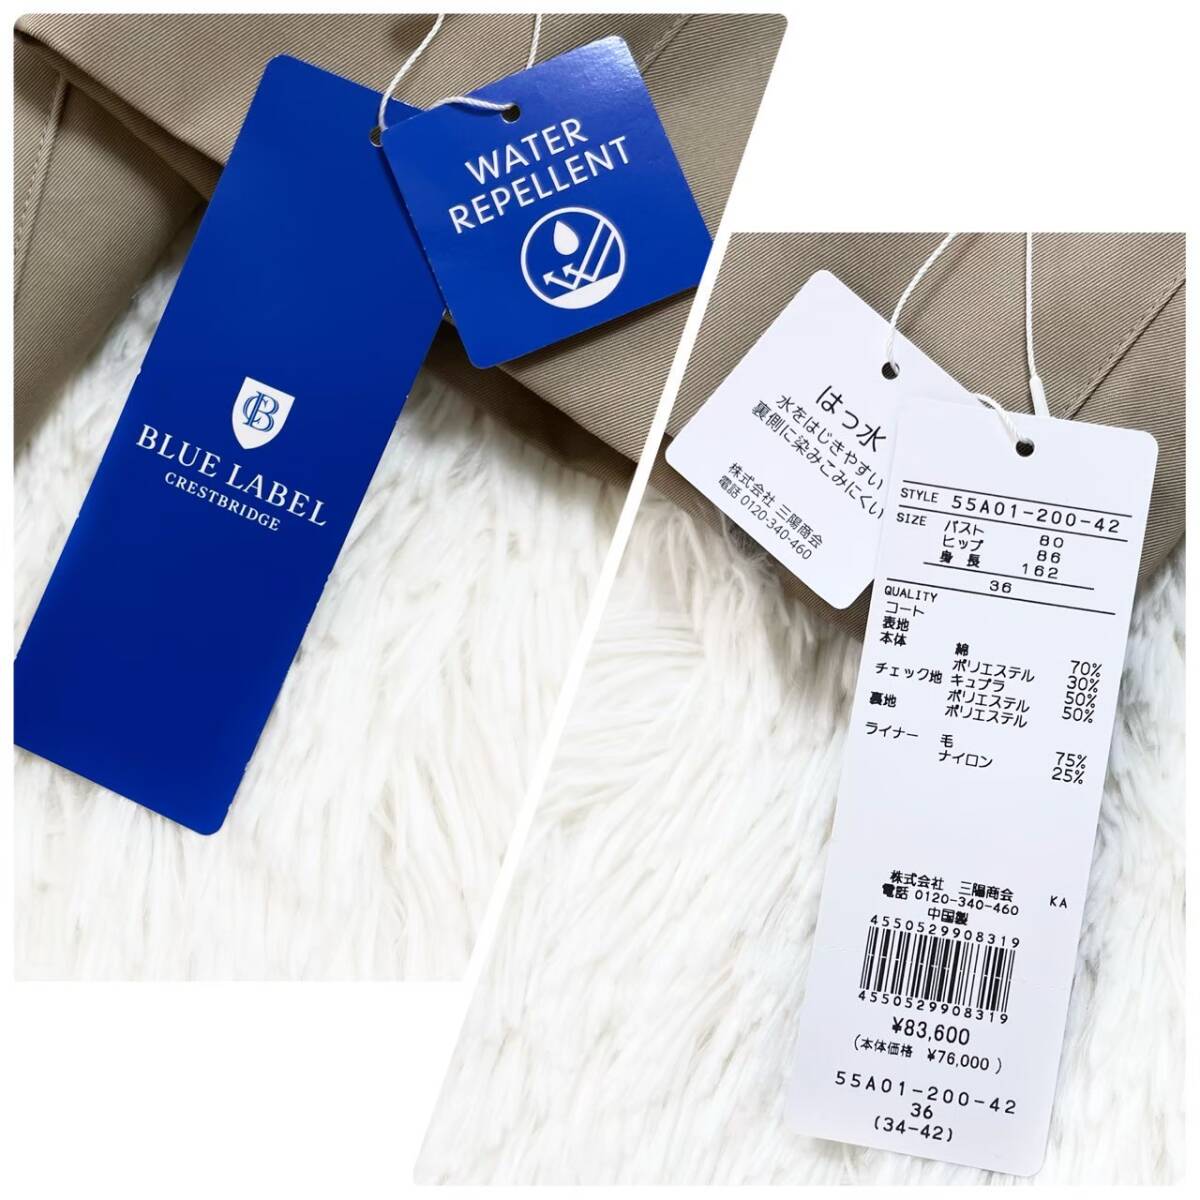 WATER
REPELLENT
BLUE LABEL
CRESTBRIDGE
はっ水
水をはじきやすい
裏側に染みこみにくい
株式会社 三陽商会
電話 0120-340-460
STYLE 55A01-200-42
SIZE バスト 80
ヒップ 86
身長 162
36
QUALITY
コート
表地
本体 綿 70%
ポリエステル 30%
チェック地 キュプラ 50%
ポリエステル 50%
裏地 ポリエステル
ライナー 毛 75%
ナイロン 25%
株式会社 三陽商会 KA
電話 0120-340-460
中国製
4550529908319
4550529908319
¥83,600
(本体価格 ¥76,000)
55A01-200-42
36
(34-42)